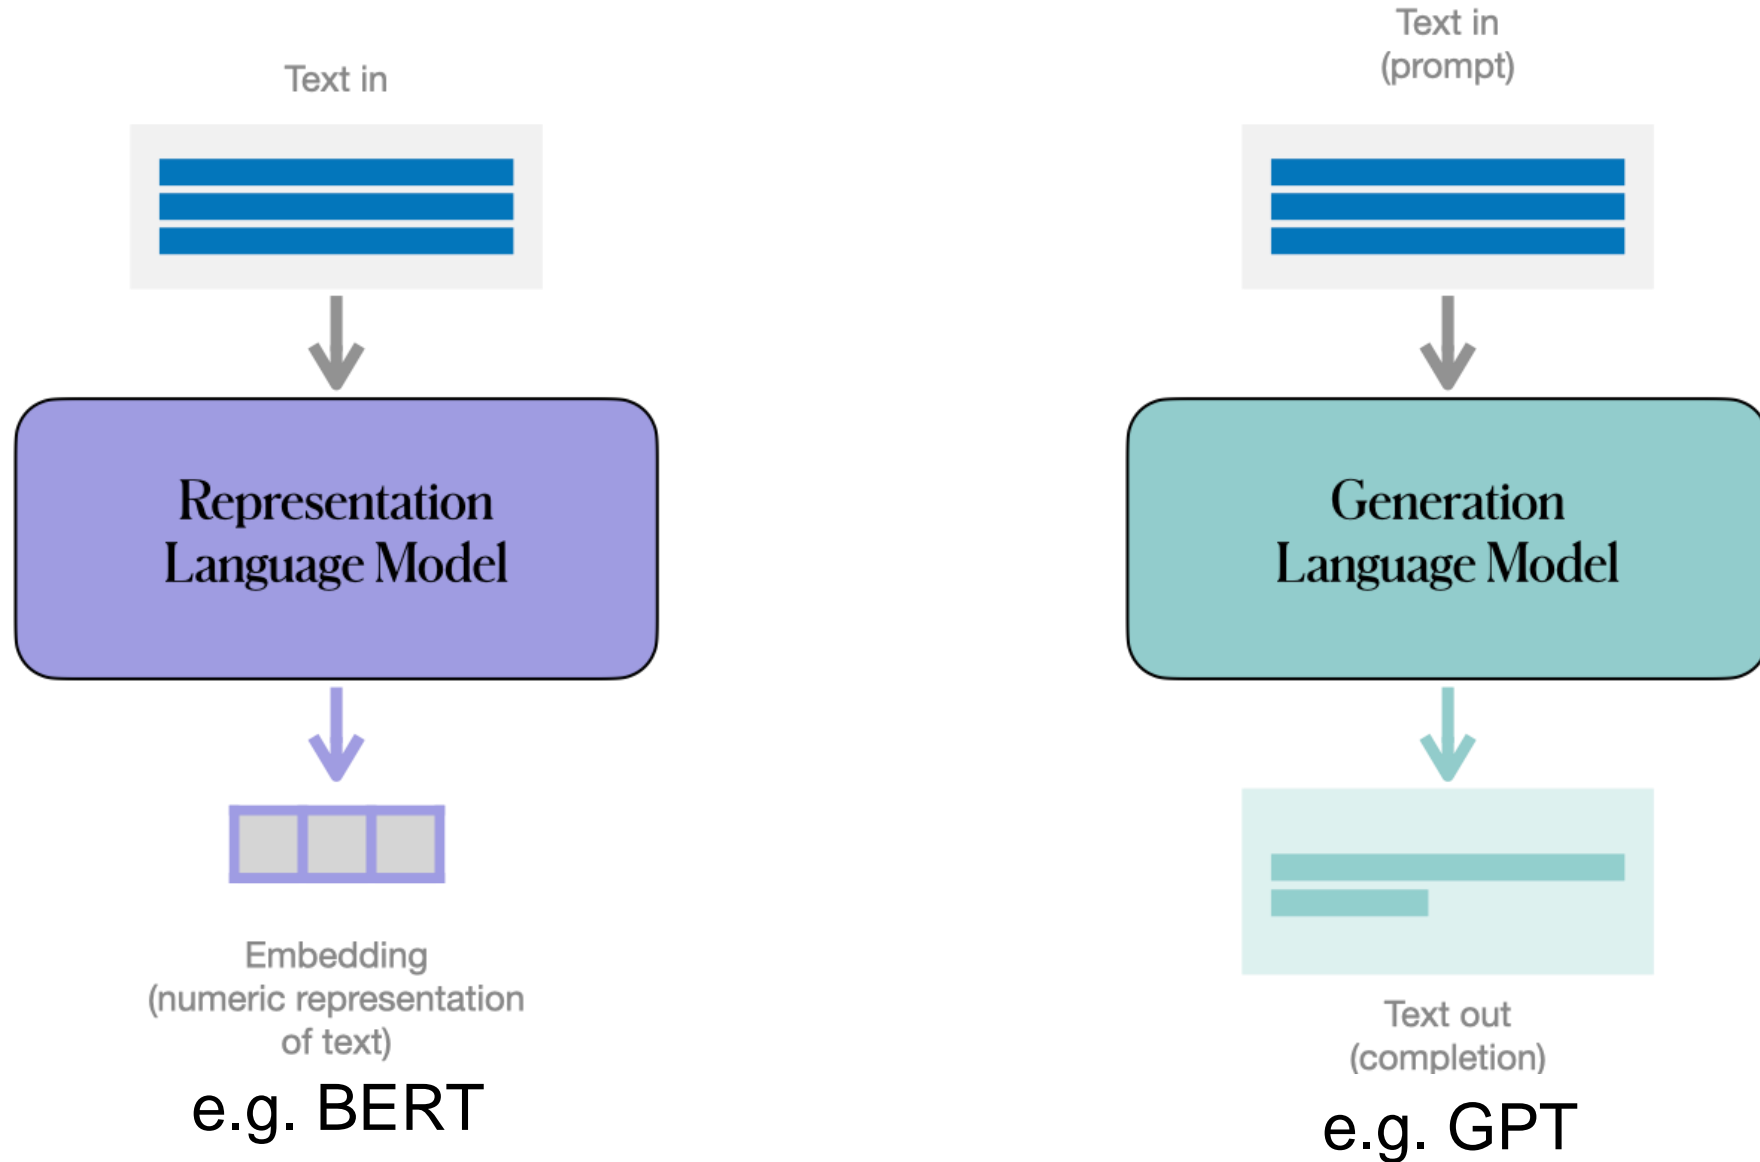 Text in
Representation
Language Model
Embedding
(numeric representation
of text)
e.g. BERT
Text in
(prompt)
Generation
Language Model
Text out
(completion)
e.g. GPT